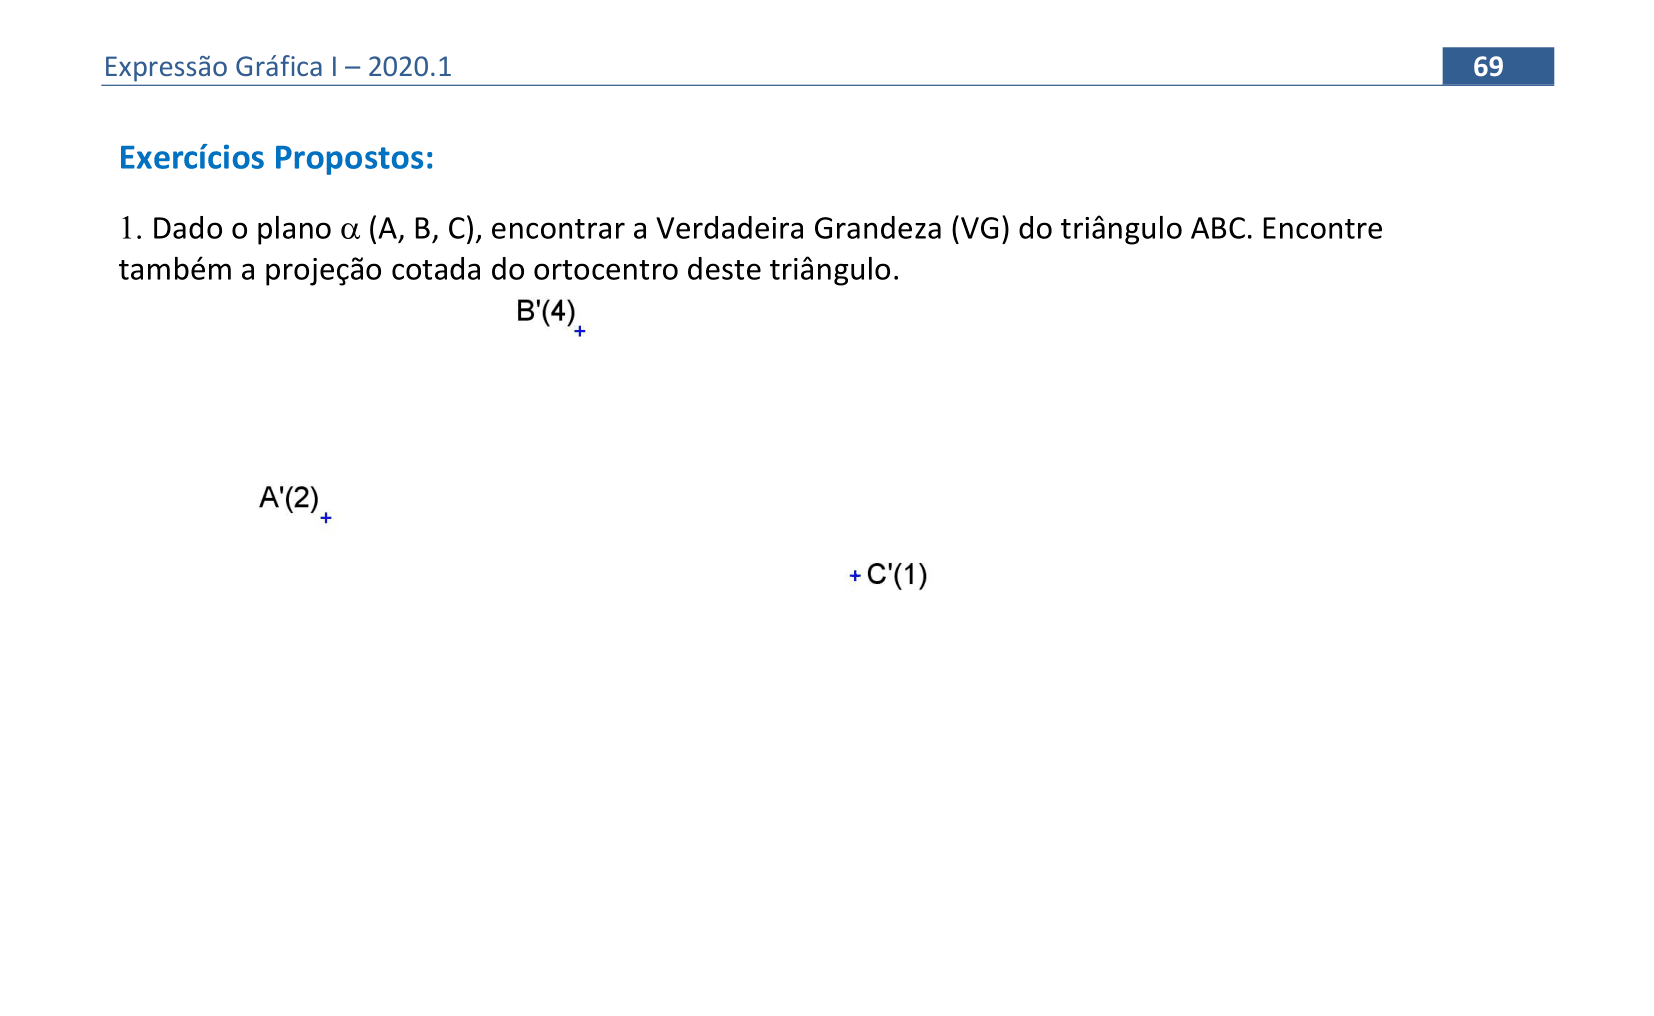 Expressão Gráfica I – 2020.1 69
Exercícios Propostos:
1. Dado o plano α (A, B, C), encontrar a Verdadeira Grandeza (VG) do triângulo ABC. Encontre
também a projeção cotada do ortocentro deste triângulo.
B'(4)
A'(2)
C'(1)